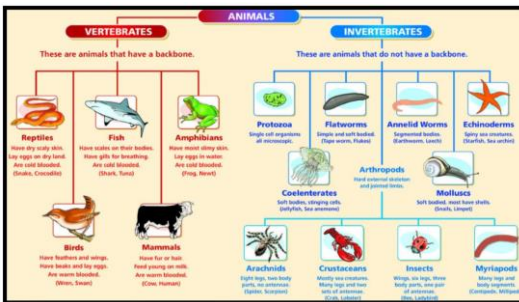 ANIMALS
VERTEBRATES
INVERTEBRATES
These are animals that have a backbone.
These are animals that do not have a backbone.
Reptiles
Have dry scaly skin.
Lay eggs on dry land.
Are cold blooded.
(Snake, Crocodile)
Fish
Have scales on their bodies.
Have gills for breathing.
Are cold blooded.
(Shark, Tuna)
Amphibians
Have moist slimy skin.
Lay eggs in water.
Are cold blooded.
(Frog, Newt)
Birds
Have feathers and wings.
Have beaks and lay eggs.
Are warm blooded.
(Wren, Swan)
Mammals
Have fur or hair
Feed young on milk.
Are warm blooded.
(Cow, Human)
Protozoa
Single cell organisms
all microscopic.
Flatworms
Simple and soft bodied.
(Tape worm, Flukes)
Annelid Worms
Segmented bodies.
(Earthworm, Leech)
Echinoderms
Spiny sea creatures.
(Starfish, Sea urchin)
Coelenterates
Soft bodied, stinging cells.
(Jellyfish, Sea anemone)
Arthropods
Hard external skeleton
and jointed limbs.
Molluscs
Soft bodied, most have shells.
(Snails, Limpet)
Arachnids
Eight legs, two body
parts, no antennae.
(Spider, Scorpion)
Crustaceans
Mostly sea creatures.
Many legs and two
sets of antennae.
(Crab, Lobster)
Insects
Wings, six legs, three
body parts, one pair
of antennae.
(Bee, Ladybird)
Myriapods
Many legs and
body segments.
(Centipede, Millipede)